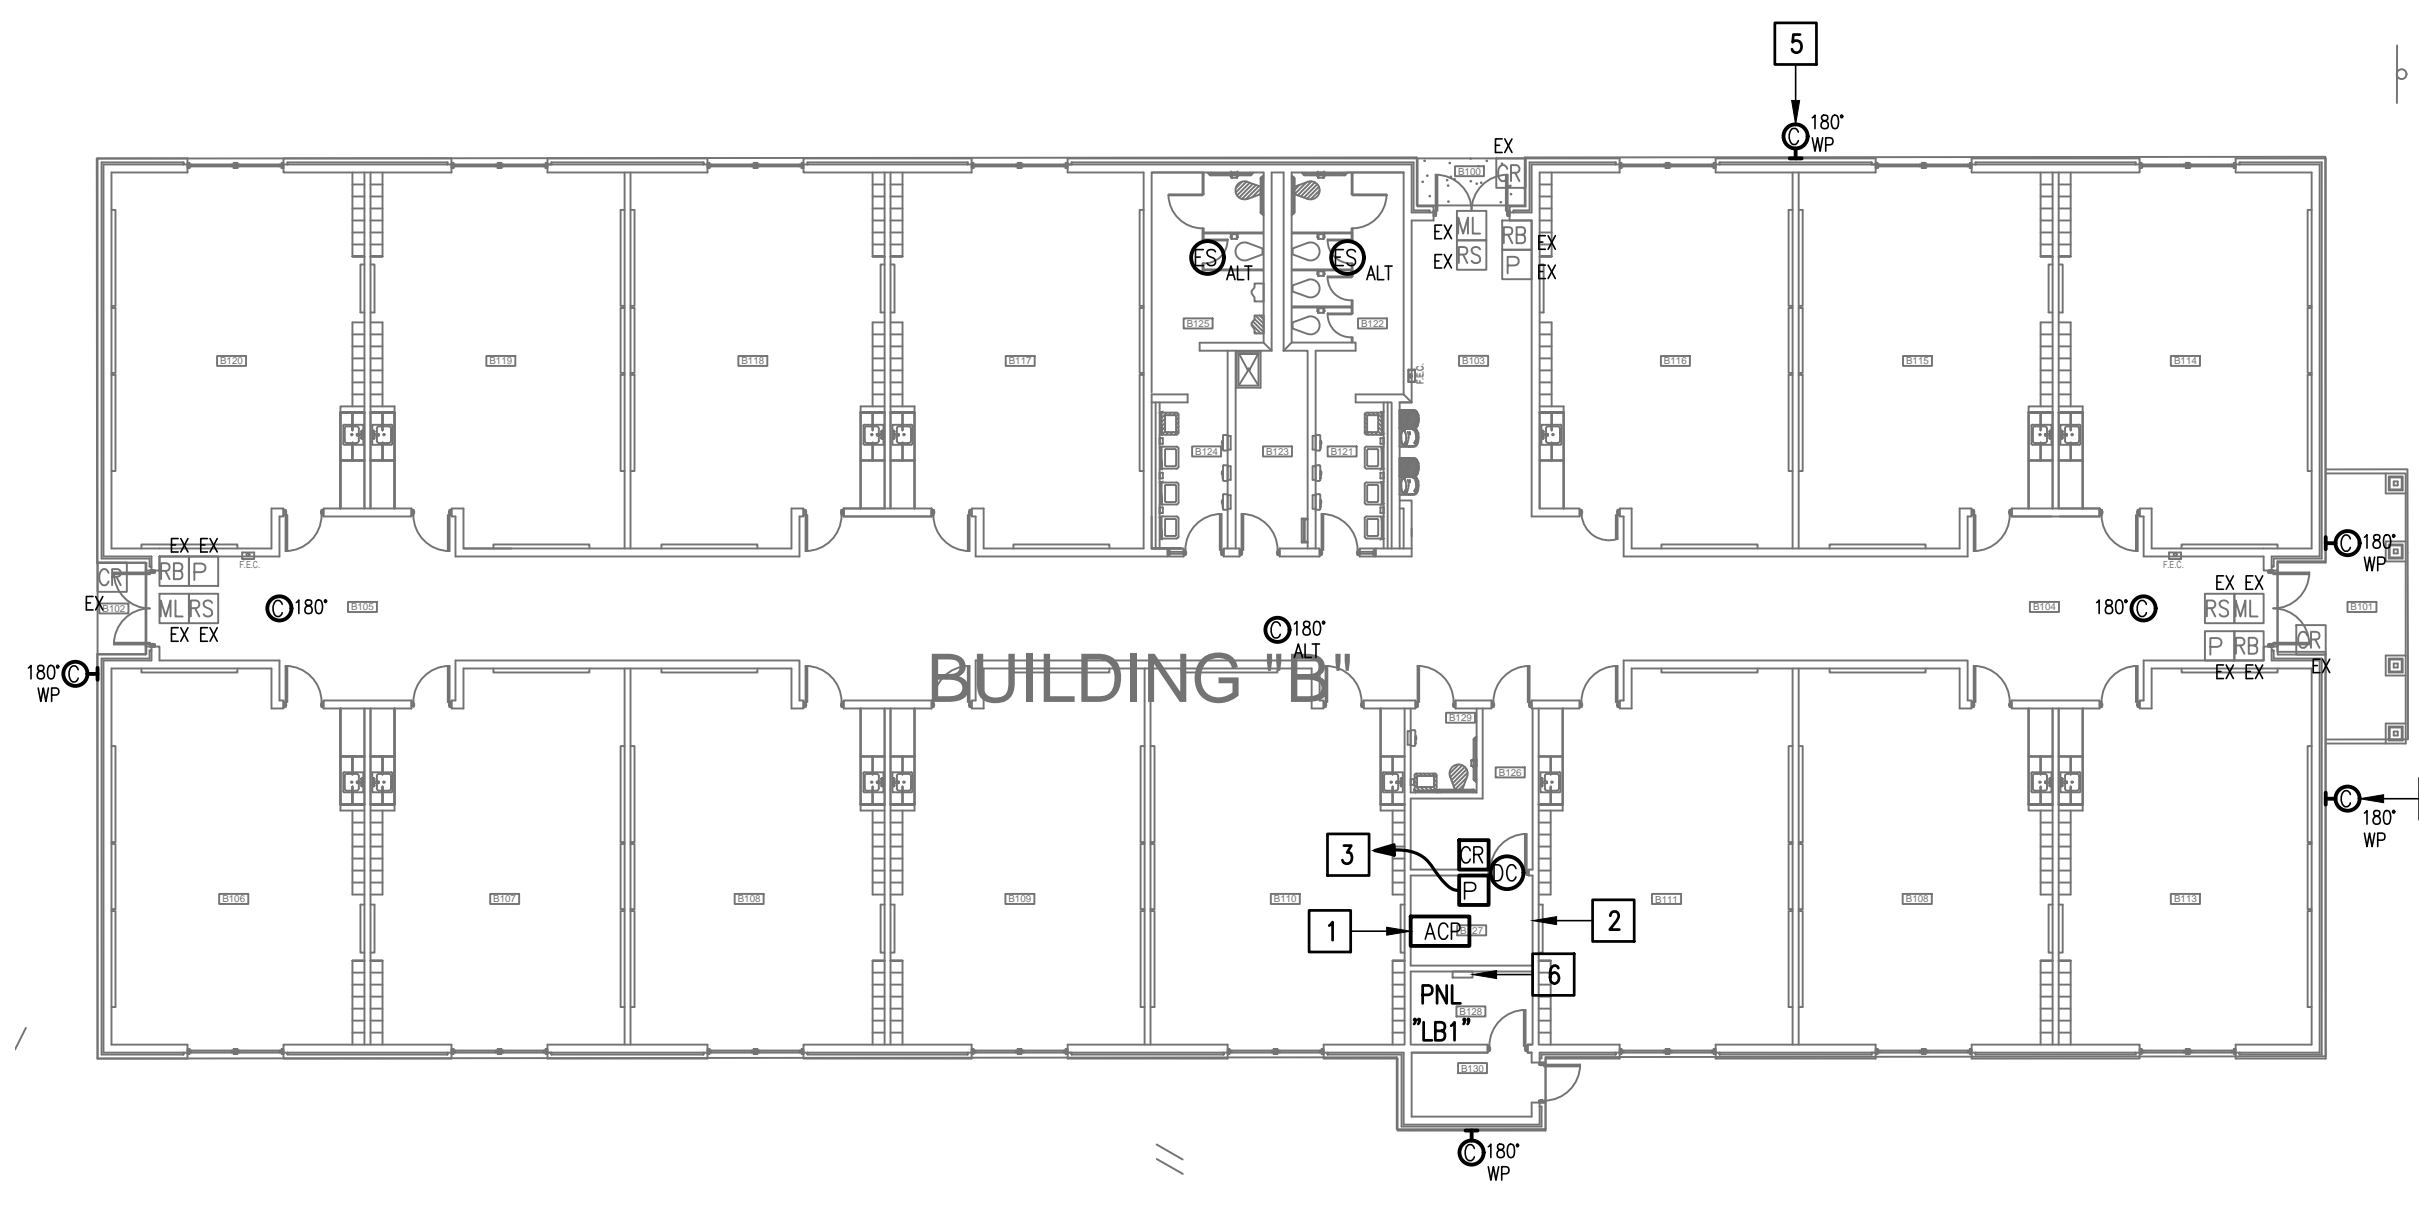 5
180°
WP
EX
B100
CR
ML
RS
EX
EX
RB
P
EX
EX
ES
ALT
ES
ALT
B125
B122
F.E.C.
B120
B119
B118
B117
B103
B116
B115
B114
B124
B123
B121
EX EX
RB P
F.E.C.
CR
EX
B102
ML RS
EX EX
C 180°
B105
C 180°
ALT
180° C
B104
F.E.C.
EX EX
RS ML
P RB
EX EX
CR
EX
B101
C 180°
WP
180° C
WP
BUILDING "B"
B129
B126
C
180°
WP
3
CR
DC
P
B106
B107
B108
B109
B110
B111
B108
B113
1
ACP
B127
2
6
PNL
"LB1"
B128
B130
C 180°
WP